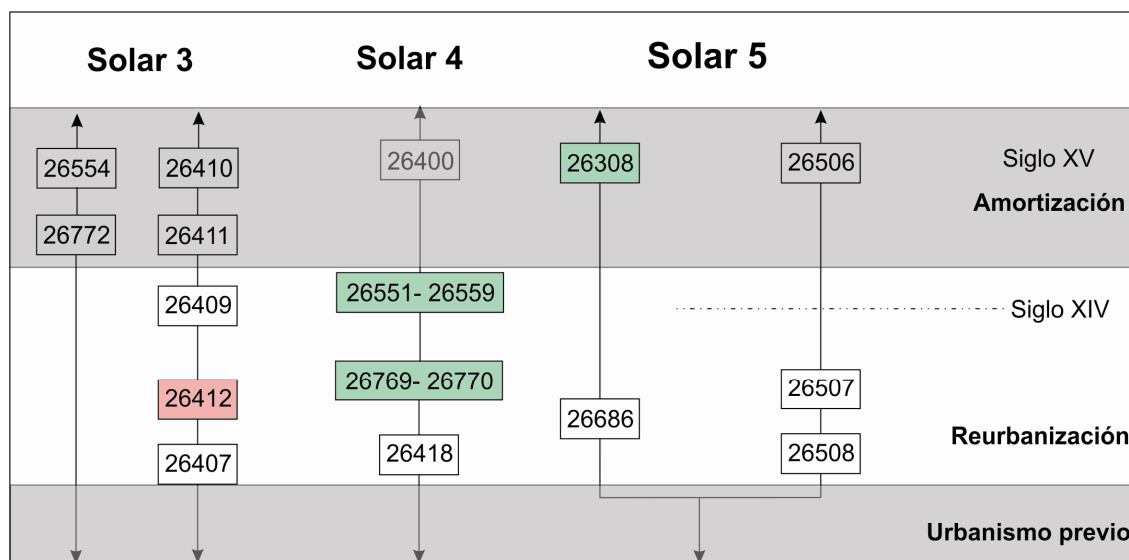 Solar 3 Solar 4 Solar 5
26554 26410 26400 26308 26506 Siglo XV
Amortización
26772 26411
26409 26551- 26559 Siglo XIV
26412 26769- 26770 26507
26686 Reurbanización
26407 26418 26508
Urbanismo previo